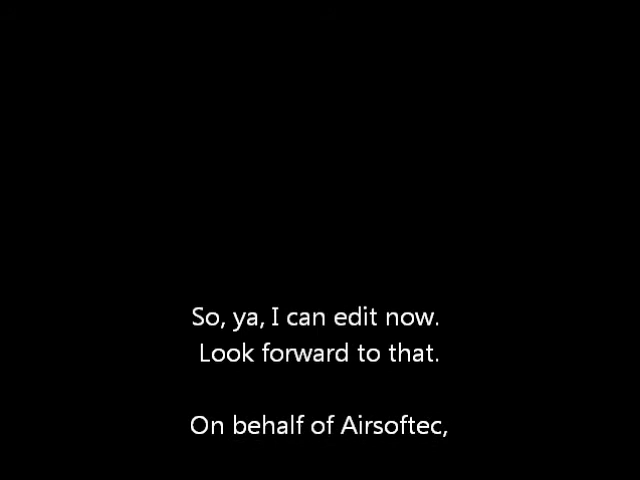 So, ya, I can edit now.
Look forward to that.
On behalf of Airsoftec,